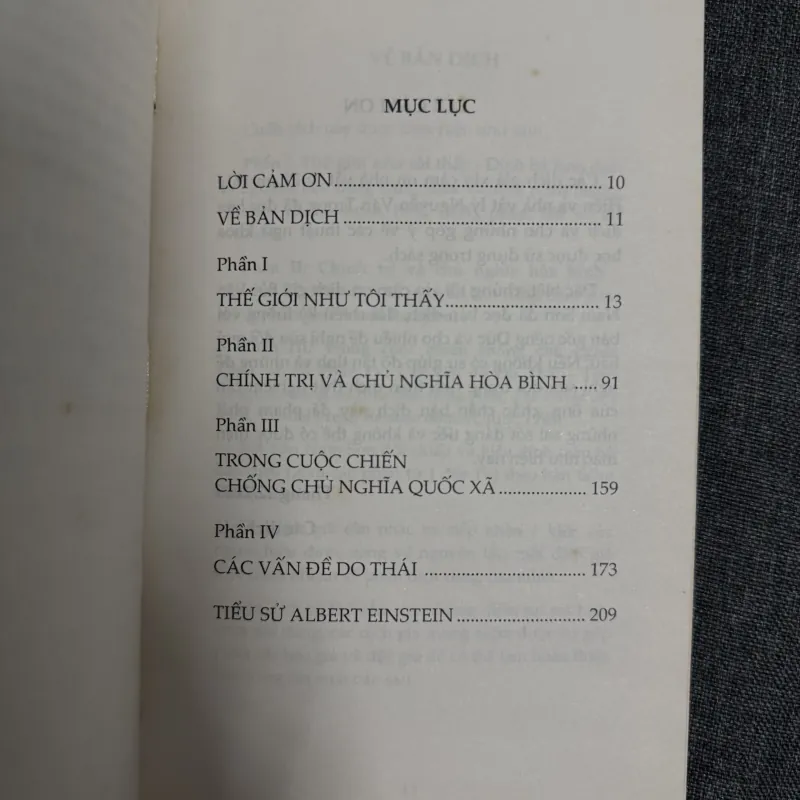 MỤC LỤC
LỜI CẢM ƠN........................................... 10
VỀ BẢN DỊCH ......................................... 11
Phần I
THẾ GIỚI NHƯ TÔI THẤY......................... 13
Phần II
CHÍNH TRỊ VÀ CHỦ NGHĨA HÒA BÌNH ..... 91
Phần III
TRONG CUỘC CHIẾN
CHỐNG CHỦ NGHĨA QUỐC XÃ................ 159
Phần IV
CÁC VẤN ĐỀ DO THÁI .......................... 173
TIỂU SỬ ALBERT EINSTEIN..................... 209